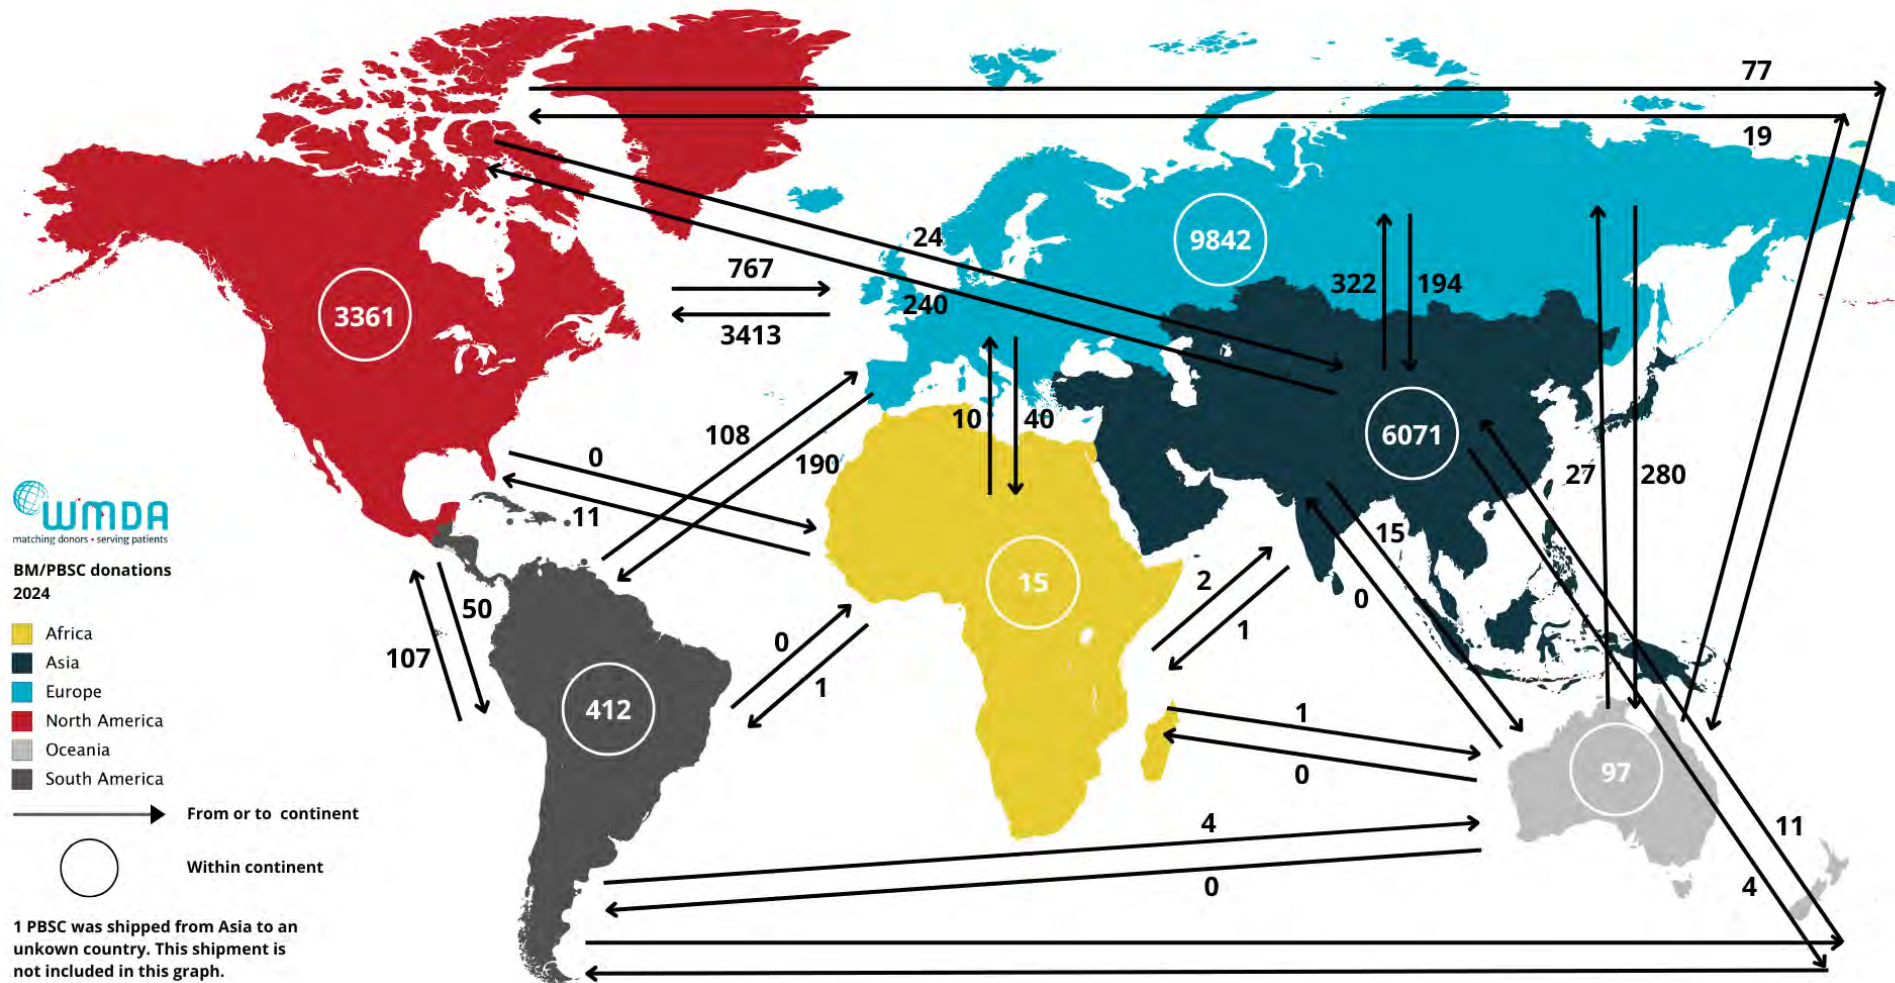 77
19
24
9842
767
322
194
240
3361
3413
10
40
108
6071
0
190
27
280
11
15
WMDA
matching donors • serving patients
BM/PBSC donations
2024
Africa
Asia
Europe
North America
Oceania
South America
From or to continent
Within continent
1 PBSC was shipped from Asia to an
unkown country. This shipment is
not included in this graph.
15
2
0
50
1
0
107
1
412
1
97
0
4
11
0
4